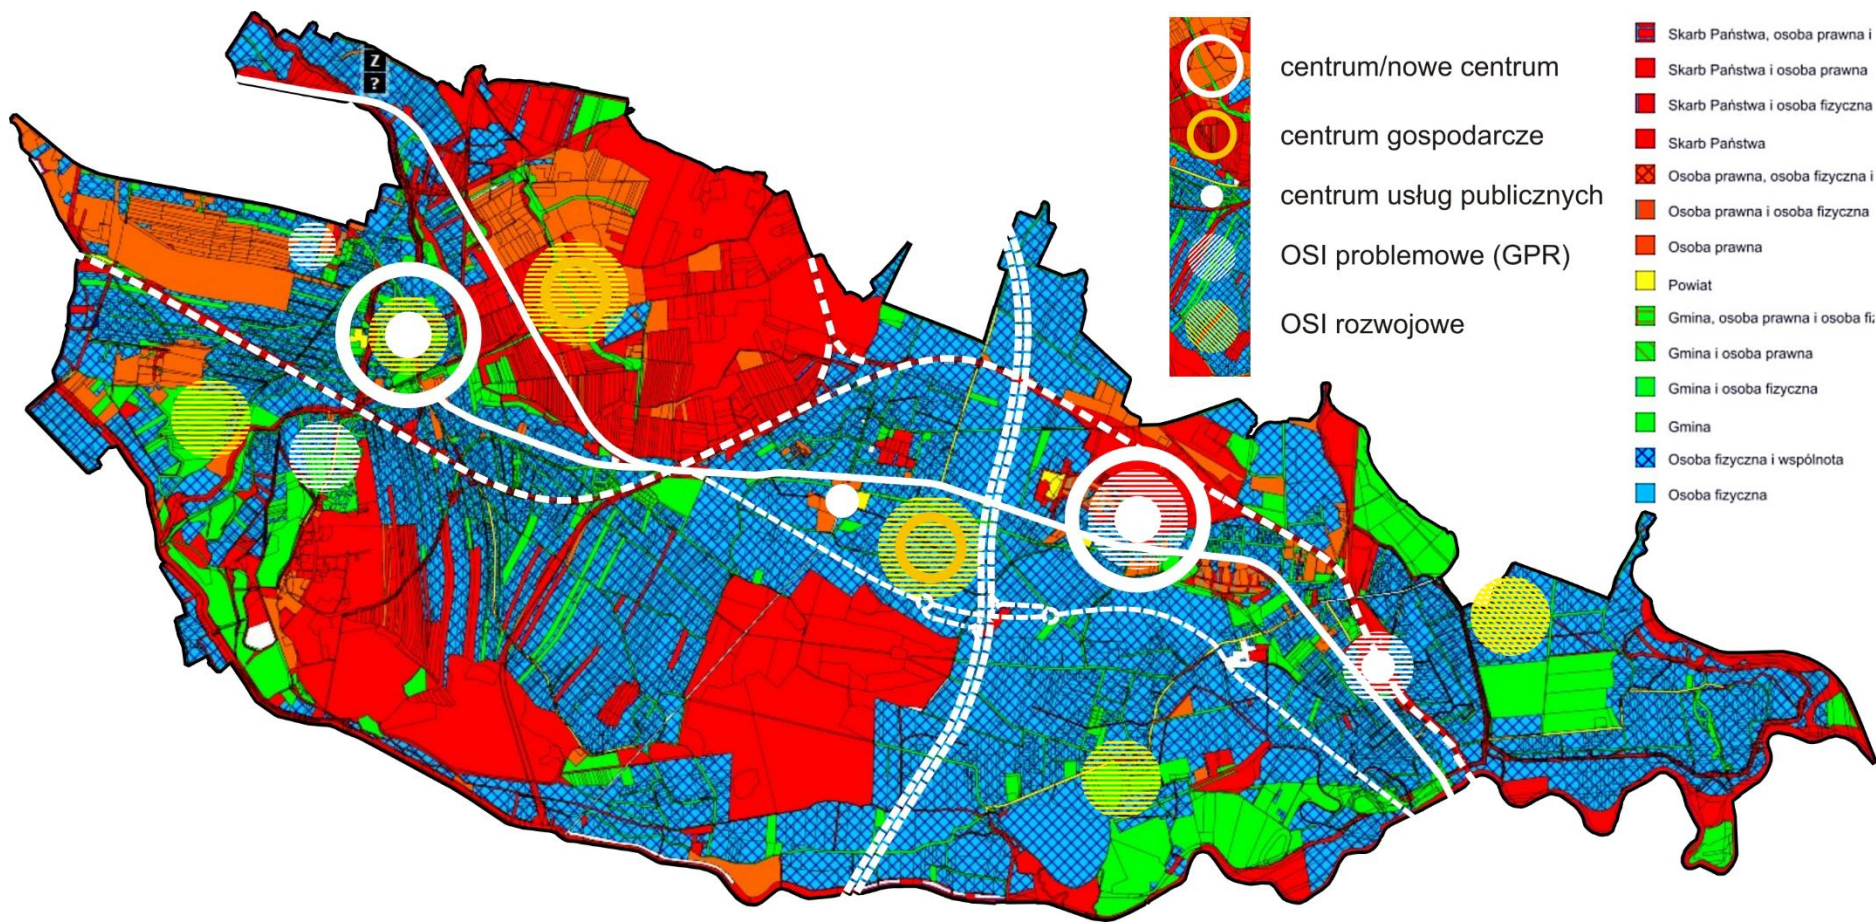 Z
?
centrum/nowe centrum
centrum gospodarcze
centrum usług publicznych
OSI problemowe (GPR)
OSI rozwojowe
Skarb Państwa, osoba prawna i
Skarb Państwa i osoba prawna
Skarb Państwa i osoba fizyczna
Skarb Państwa
Osoba prawna, osoba fizyczna i
Osoba prawna i osoba fizyczna
Osoba prawna
Powiat
Gmina, osoba prawna i osoba fiz
Gmina i osoba prawna
Gmina i osoba fizyczna
Gmina
Osoba fizyczna i wspólnota
Osoba fizyczna